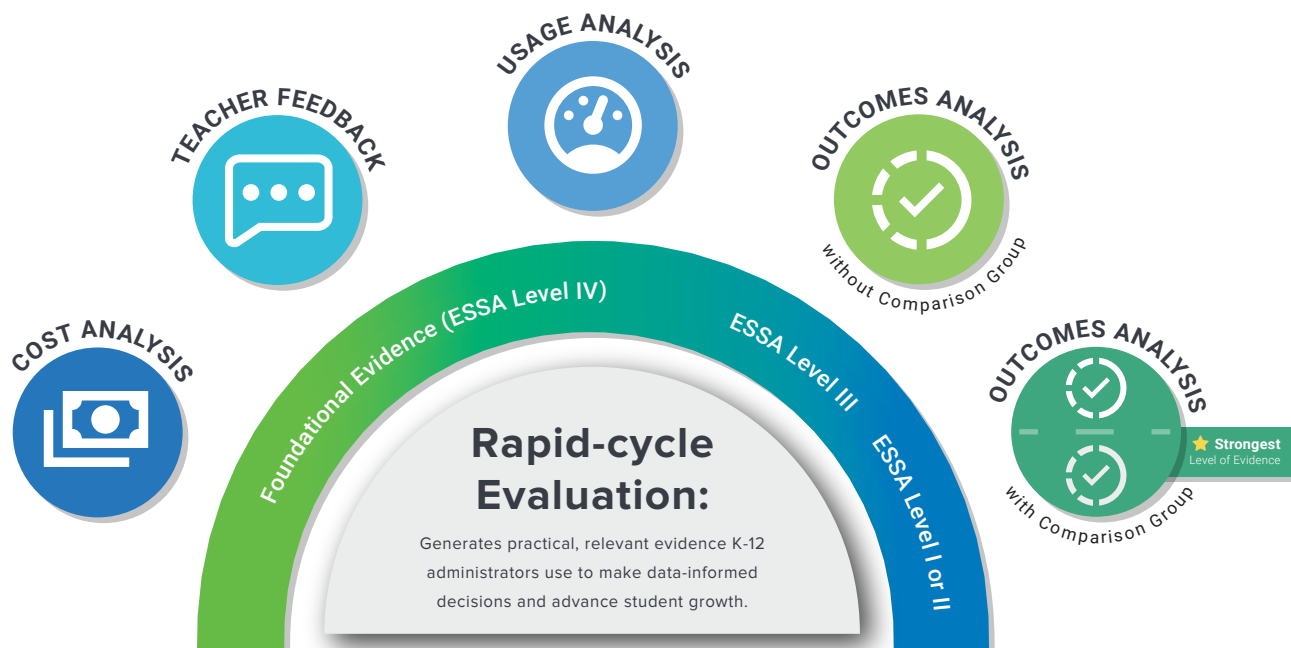 COST ANALYSIS
TEACHER FEEDBACK
USAGE ANALYSIS
OUTCOMES ANALYSIS
without Comparison Group
OUTCOMES ANALYSIS
with Comparison Group
Strongest
Level of Evidence
Foundational Evidence (ESSA Level IV)
ESSA Level III
ESSA Level I or II
Rapid-cycle
Evaluation:
Generates practical, relevant evidence K-12
administrators use to make data-informed
decisions and advance student growth.